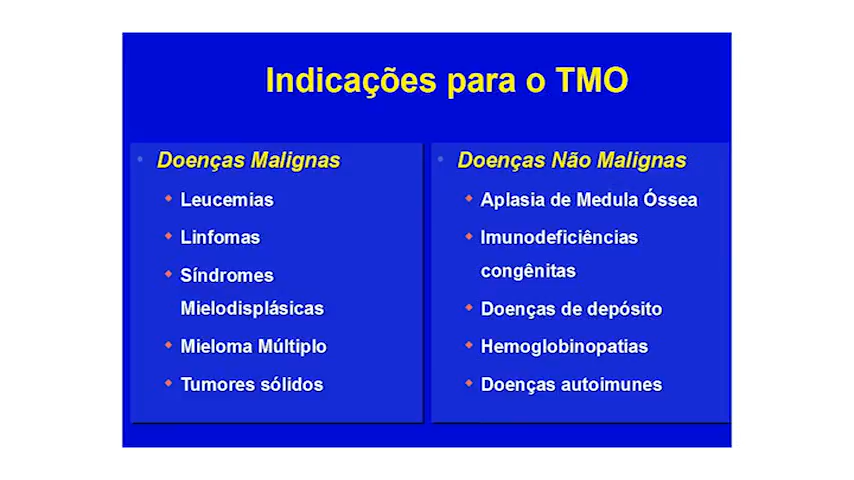 Indicações para o TMO
Doenças Malignas
Leucemias
Linfomas
Síndromes
Mielodisplásicas
Mieloma Múltiplo
Tumores sólidos
Doenças Não Malignas
Aplasia de Medula Óssea
Imunodeficiências
congênitas
Doenças de depósito
Hemoglobinopatias
Doenças autoimunes